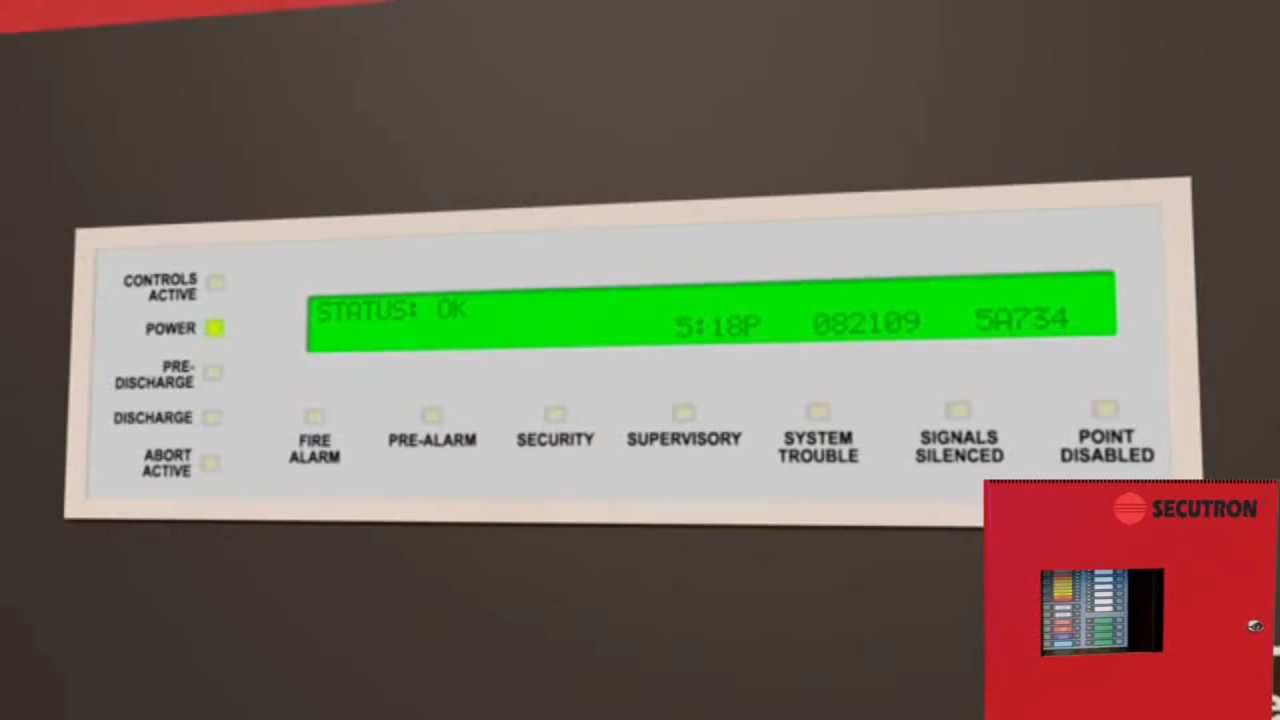 CONTROLS
ACTIVE
POWER
PRE-
DISCHARGE
DISCHARGE
ABORT
ACTIVE
STATUS: OK
5:18P 082109 5A734
FIRE
ALARM
PRE-ALARM
SECURITY
SUPERVISORY
SYSTEM
TROUBLE
SIGNALS
SILENCED
POINT
DISABLED
SECUTRON